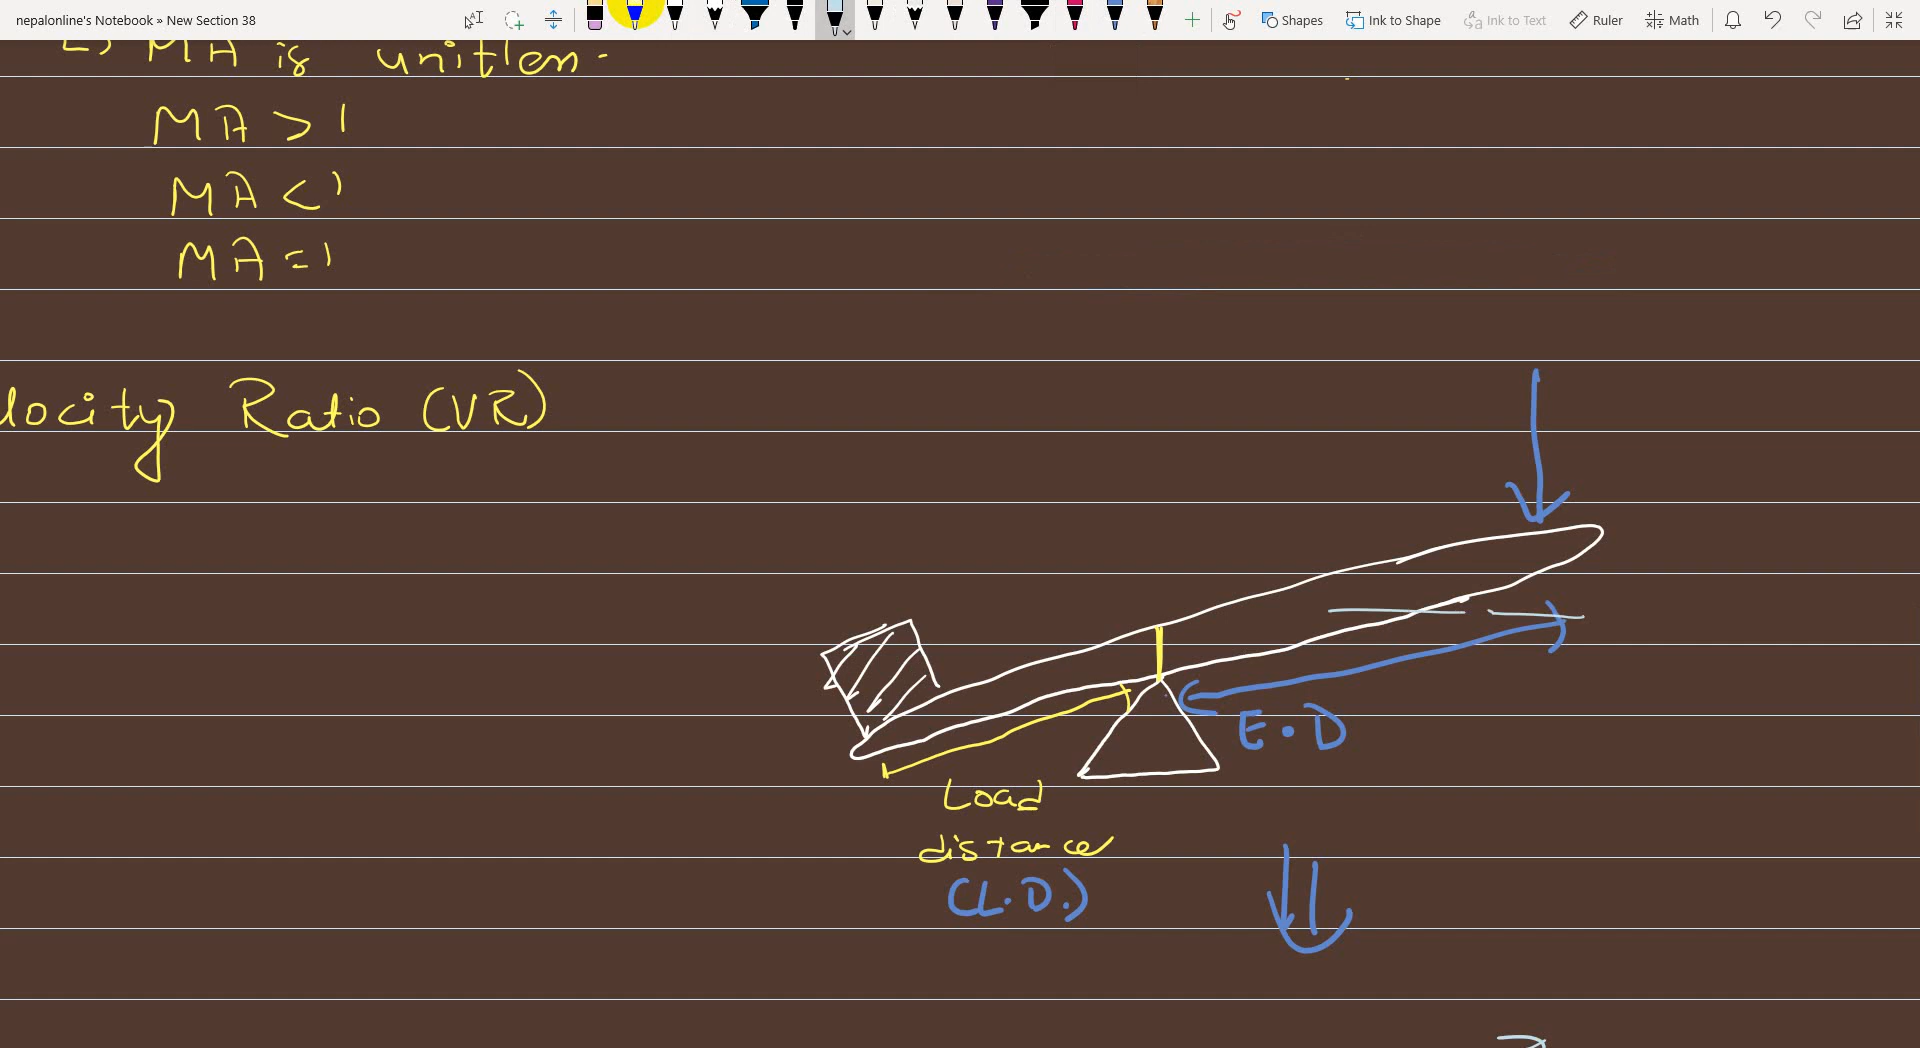 nepalonline's Notebook » New Section 38
Shapes
Ink to Shape
Ink to Text
Ruler
Math
MA is unitless.
MA > 1
MA < 1
MA = 1
locity Ratio (VR)
E.D
Load
distance
(L.D.)